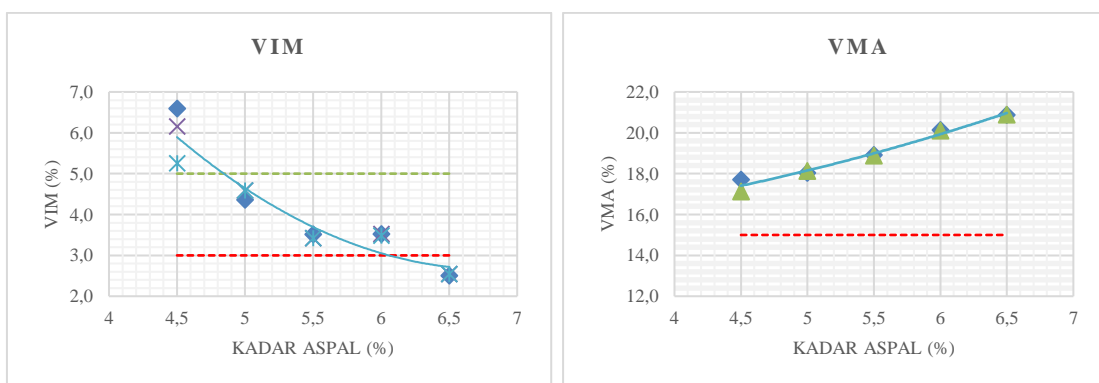 VIM
7,0
6,0
5,0
4,0
3,0
2,0
VIM (%)
4 4,5 5 5,5 6 6,5 7
KADAR ASPAL (%)
VMA
22,0
20,0
18,0
16,0
14,0
12,0
VMA (%)
4 4,5 5 5,5 6 6,5 7
KADAR ASPAL (%)